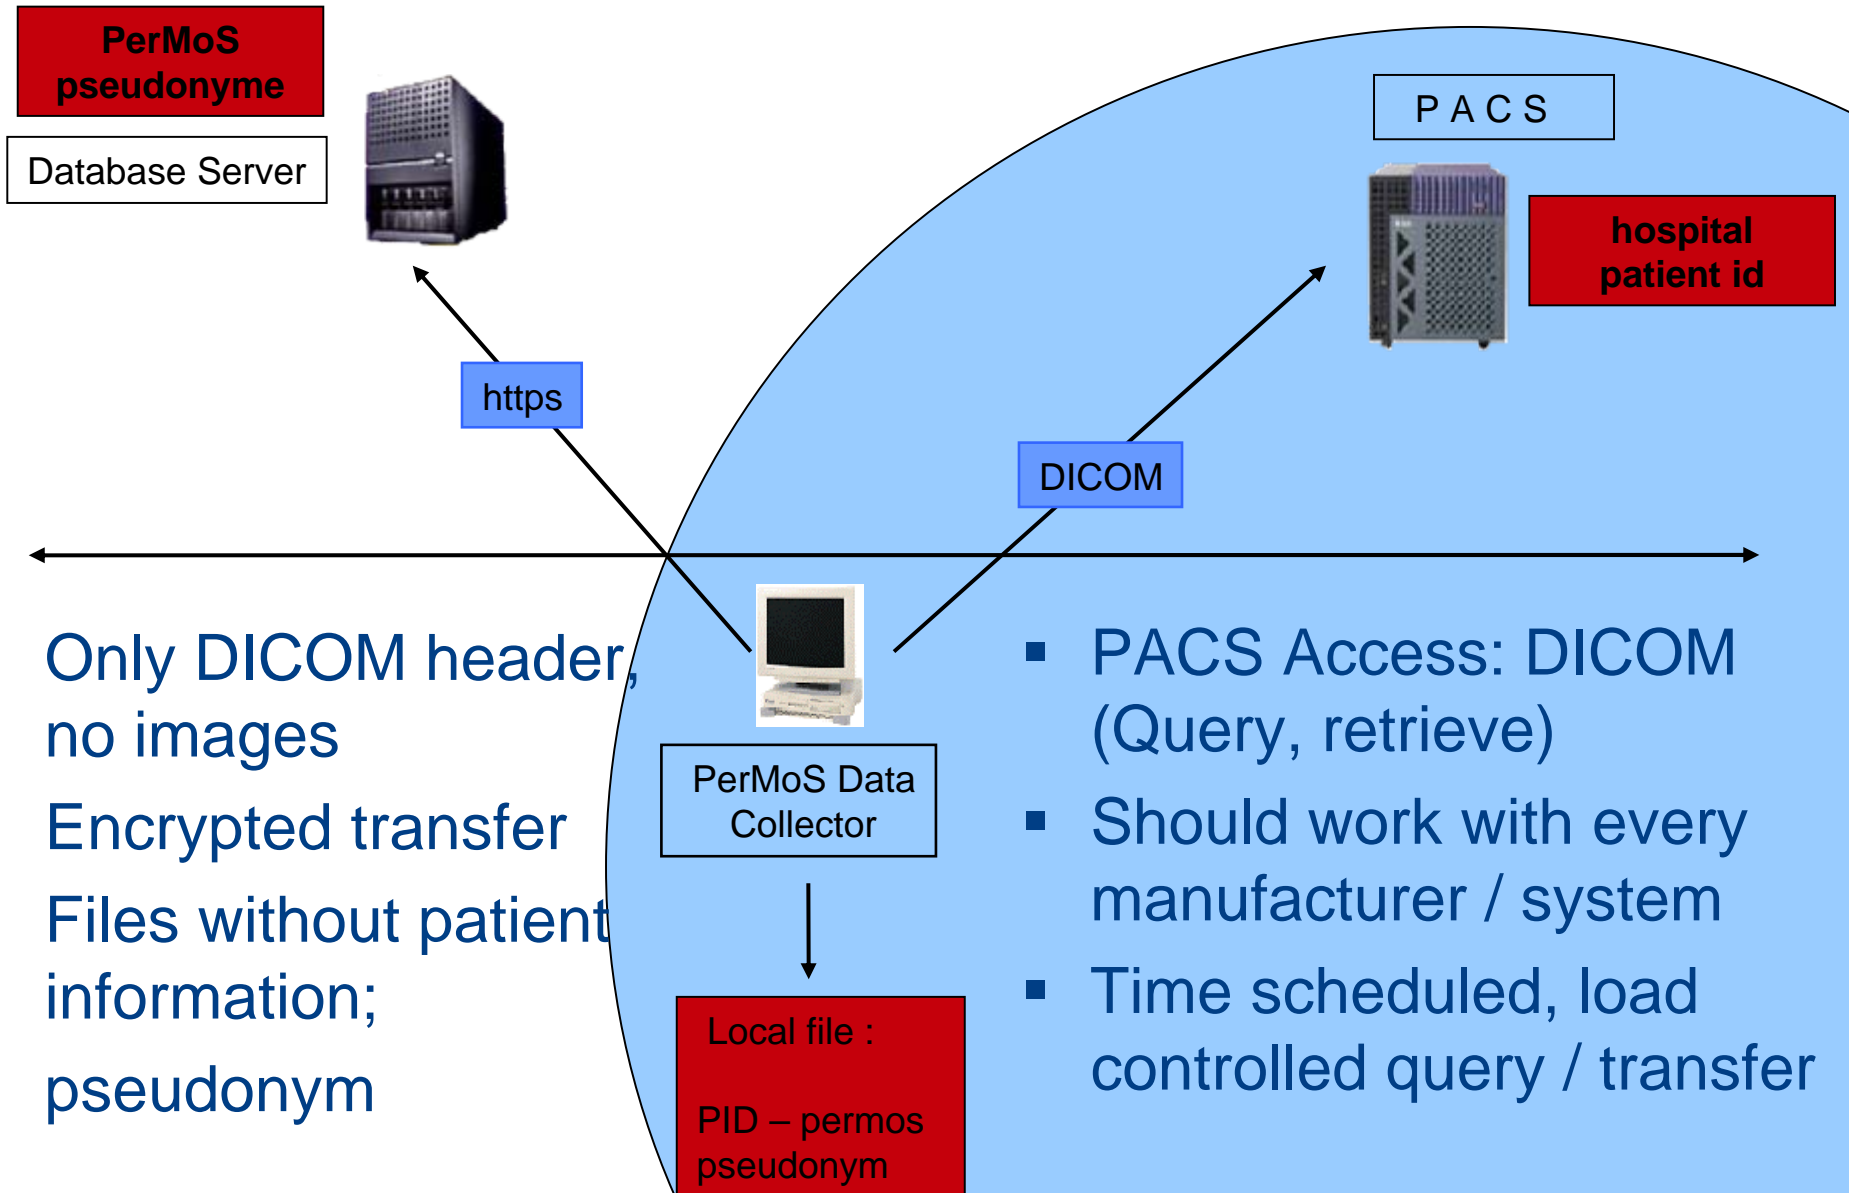 PerMoS
pseudonyme
Database Server
P A C S
hospital
patient id
https
DICOM
Only DICOM header,
no images
Encrypted transfer
Files without patient
information;
pseudonym
PerMoS Data
Collector
Local file :
PID – permos
pseudonym
▪ PACS Access: DICOM
(Query, retrieve)
▪ Should work with every
manufacturer / system
▪ Time scheduled, load
controlled query / transfer